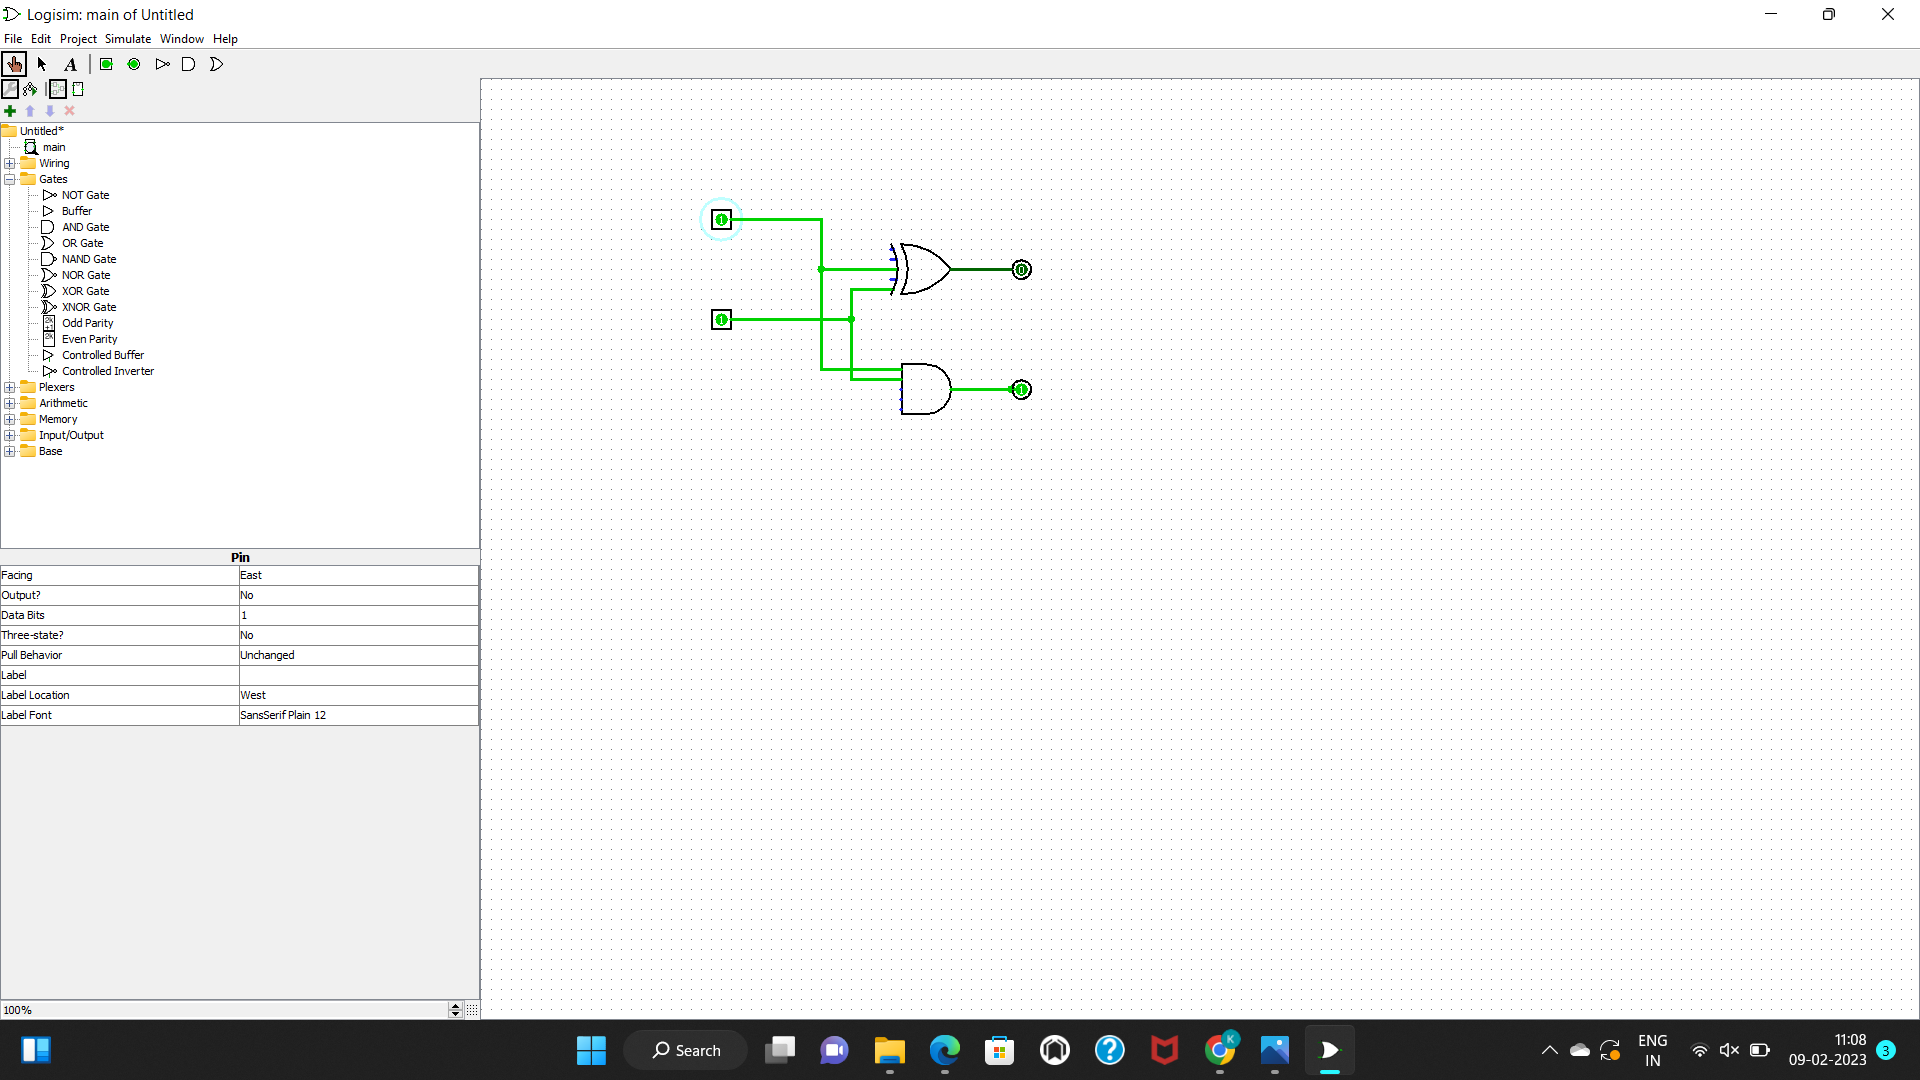 Logisim: main of Untitled
File Edit Project Simulate Window Help
A
Untitled*
main
Wiring
Gates
NOT Gate
Buffer
AND Gate
OR Gate
NAND Gate
NOR Gate
XOR Gate
XNOR Gate
Odd Parity
Even Parity
Controlled Buffer
Controlled Inverter
Plexers
Arithmetic
Memory
Input/Output
Base
Pin
Facing East
Output? No
Data Bits 1
Three-state? No
Pull Behavior Unchanged
Label
Label Location West
Label Font SansSerif Plain 12
100%
1
0
1
1
Search
K
ENG
IN
11:08
09-02-2023
3